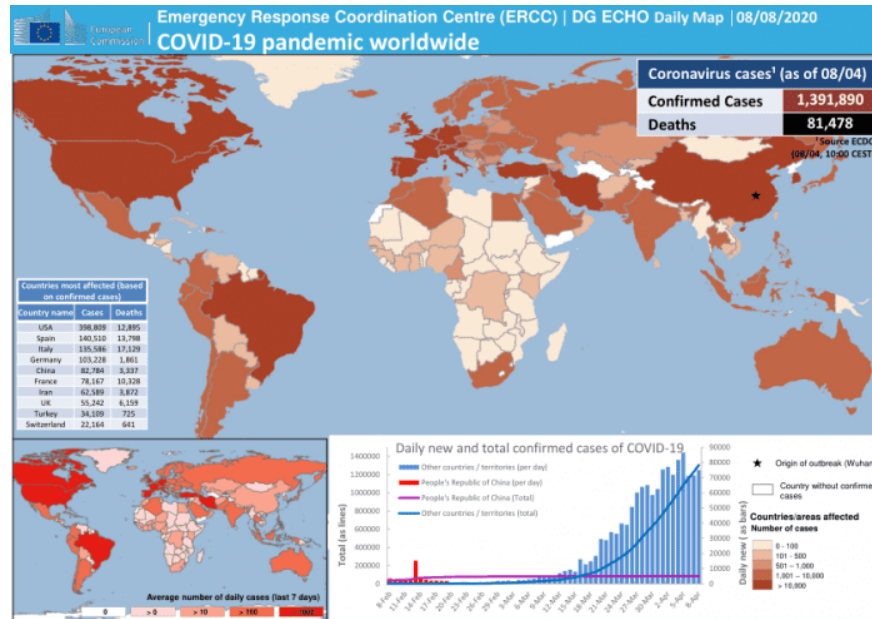 European
Commission
Emergency Response Coordination Centre (ERCC) | DG ECHO Daily Map |08/08/2020
COVID-19 pandemic worldwide
Coronavirus cases¹ (as of 08/04)
Confirmed Cases 1,391,890
Deaths 81,478
¹Source ECDC
(08/04, 10:00 CEST
Countries most affected (based
on confirmed cases)
Country name Cases Deaths
USA 398,809 12,895
Spain 140,510 13,798
Italy 135,586 17,129
Germany 103,228 1,861
China 82,784 3,337
France 78,167 10,328
Iran 62,589 3,872
UK 55,242 6,159
Turkey 34,109 725
Switzerland 22,164 641
Average number of daily cases (last 7 days)
0 > 0 > 10 > 100
Daily new and total confirmed cases of COVID-19
Other countries / territories (per day)
People's Republic of China (per day)
People's Republic of China (Total)
Other countries / territories (total)
Total (as lines)
1400000
1200000
1000000
800000
600000
400000
200000
0
90000
80000
70000
60000
50000
40000
30000
20000
10000
0
Daily new ( as bars)
8-Feb 11-Feb 14-Feb 17-Feb 20-Feb 23-Feb 26-Feb 29-Feb 3-Mar 6-Mar 9-Mar 12-Mar 15-Mar 18-Mar 21-Mar 24-Mar 27-Mar 30-Mar 2-Apr 5-Apr 8-Apr
Origin of outbreak (Wuhan
Country without confirme
cases
Countries/areas affected
Number of cases
0 - 100
101 - 500
501 - 1,000
1,001 - 10,000
> 10,000